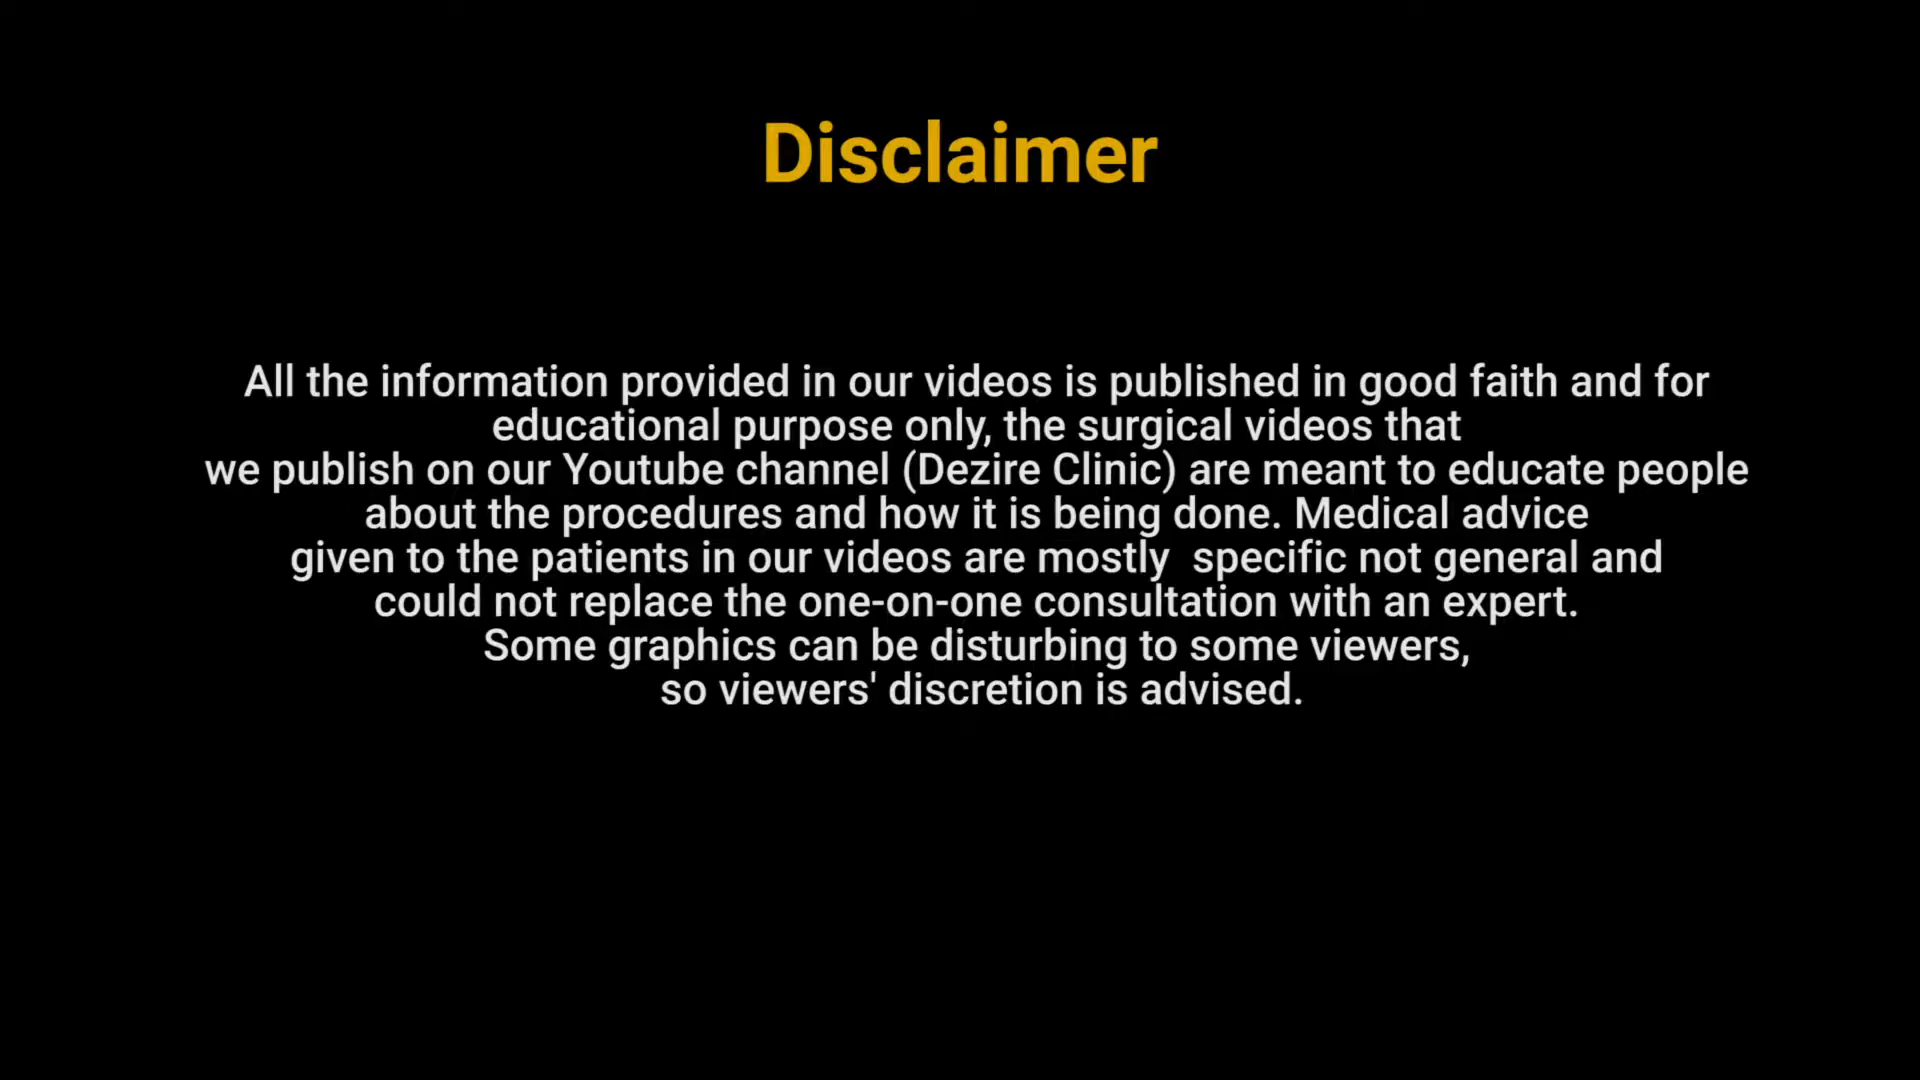 Disclaimer
All the information provided in our videos is published in good faith and for
educational purpose only, the surgical videos that
we publish on our Youtube channel (Dezire Clinic) are meant to educate people
about the procedures and how it is being done. Medical advice
given to the patients in our videos are mostly  specific not general and
could not replace the one-on-one consultation with an expert.
Some graphics can be disturbing to some viewers,
so viewers' discretion is advised.